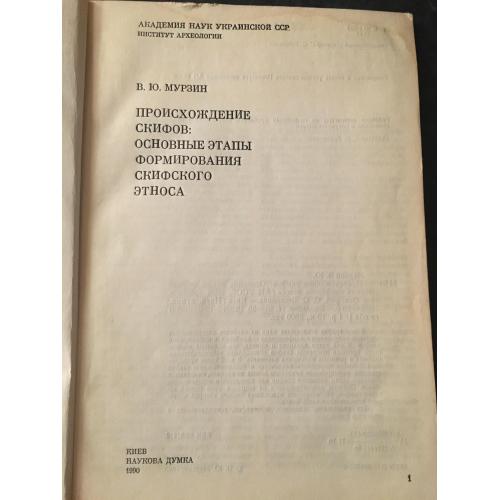 АКАДЕМИЯ НАУК УКРАИНСКОЙ ССР
ИНСТИТУТ АРХЕОЛОГИИ
В. Ю. МУРЗИН
ПРОИСХОЖДЕНИЕ
СКИФОВ:
ОСНОВНЫЕ ЭТАПЫ
ФОРМИРОВАНИЯ
СКИФСКОГО
ЭТНОСА
КИЕВ
НАУКОВА ДУМКА
1990
1